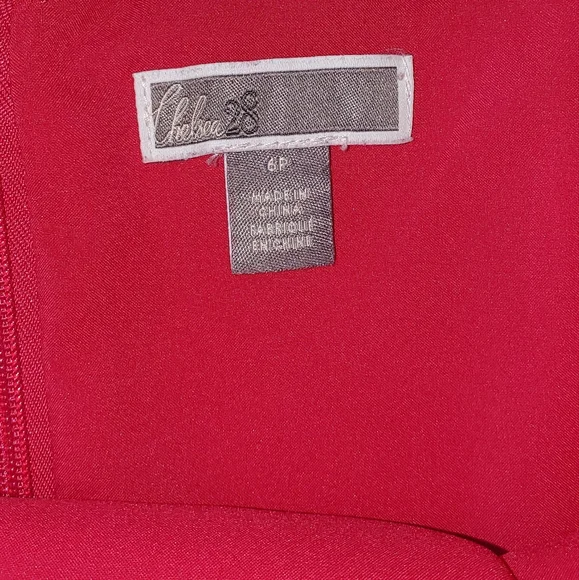 Chelsea28
6P
MADE IN
CHINA
FABRIQUÉ
EN CHINE